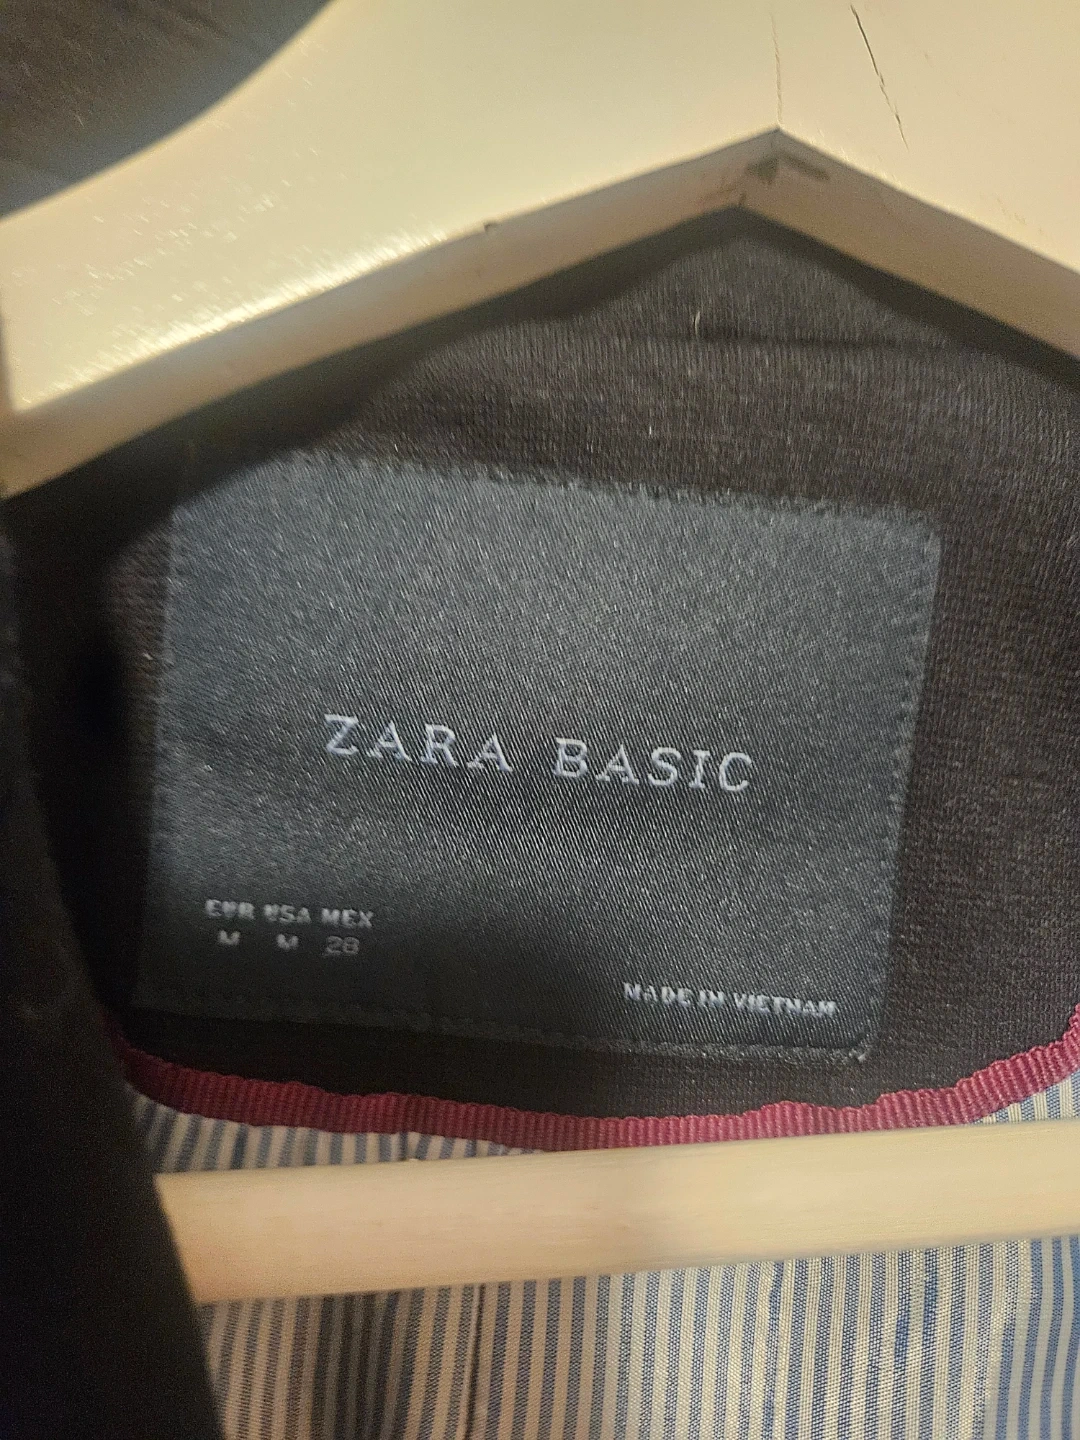 ZARA BASIC
EUR USA MEX
M M 28
MADE IN VIETNAM